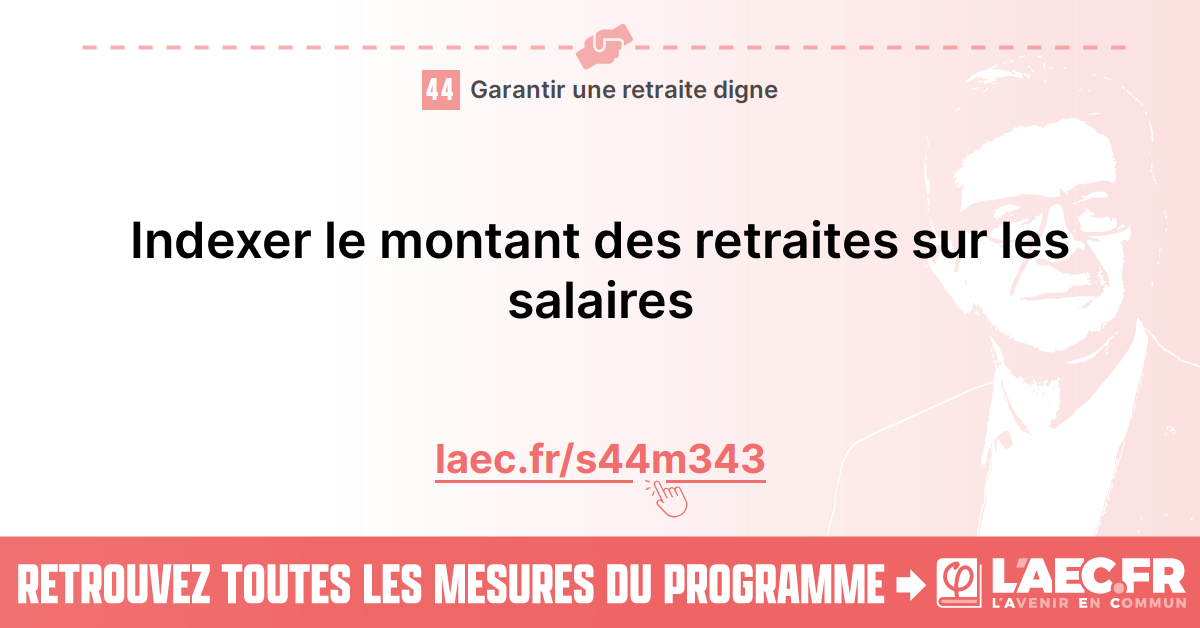 44 Garantir une retraite digne
Indexer le montant des retraites sur les
salaires
laec.fr/s44m343
RETROUVEZ TOUTES LES MESURES DU PROGRAMME
φ L'AEC.FR
L'AVENIR EN COMMUN